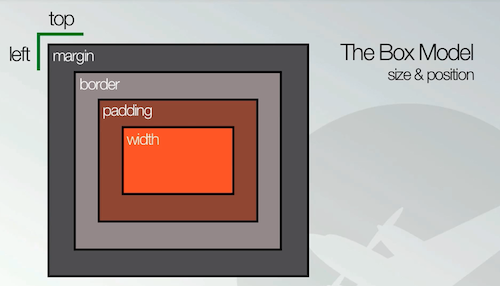 top
left
margin
border
padding
width
The Box Model
size & position